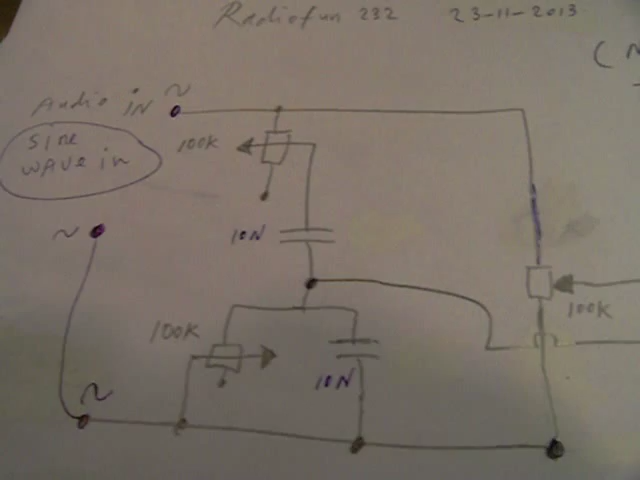 Radiofun 232 23-11-2013
(
Audio in ~
sine
wave in
100K
~
10N
100K
100K
~
10N